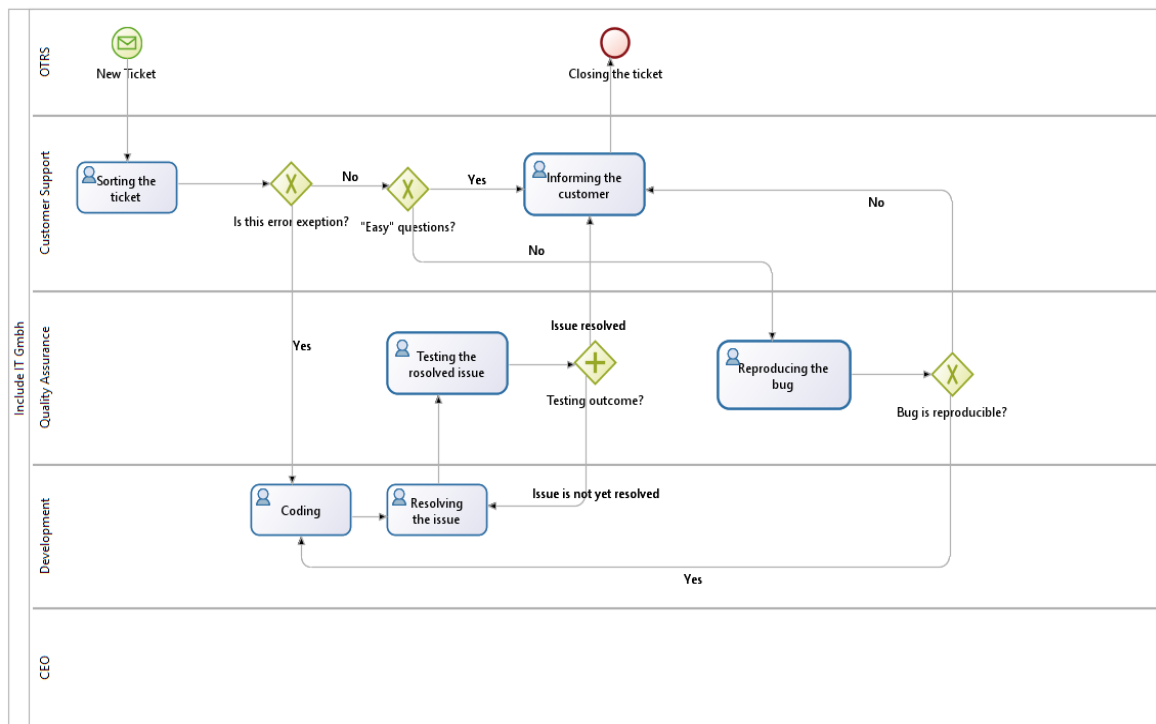 Include IT Gmbh
OTRS
New Ticket
Closing the ticket
Customer Support
Sorting the
ticket
Is this error exeption?
No
"Easy" questions?
Yes
Informing the
customer
No
No
Quality Assurance
Yes
Testing the
rosolved issue
Issue resolved
Testing outcome?
Reproducing the
bug
Bug is reproducible?
Development
Coding
Resolving
the issue
Issue is not yet resolved
Yes
CEO